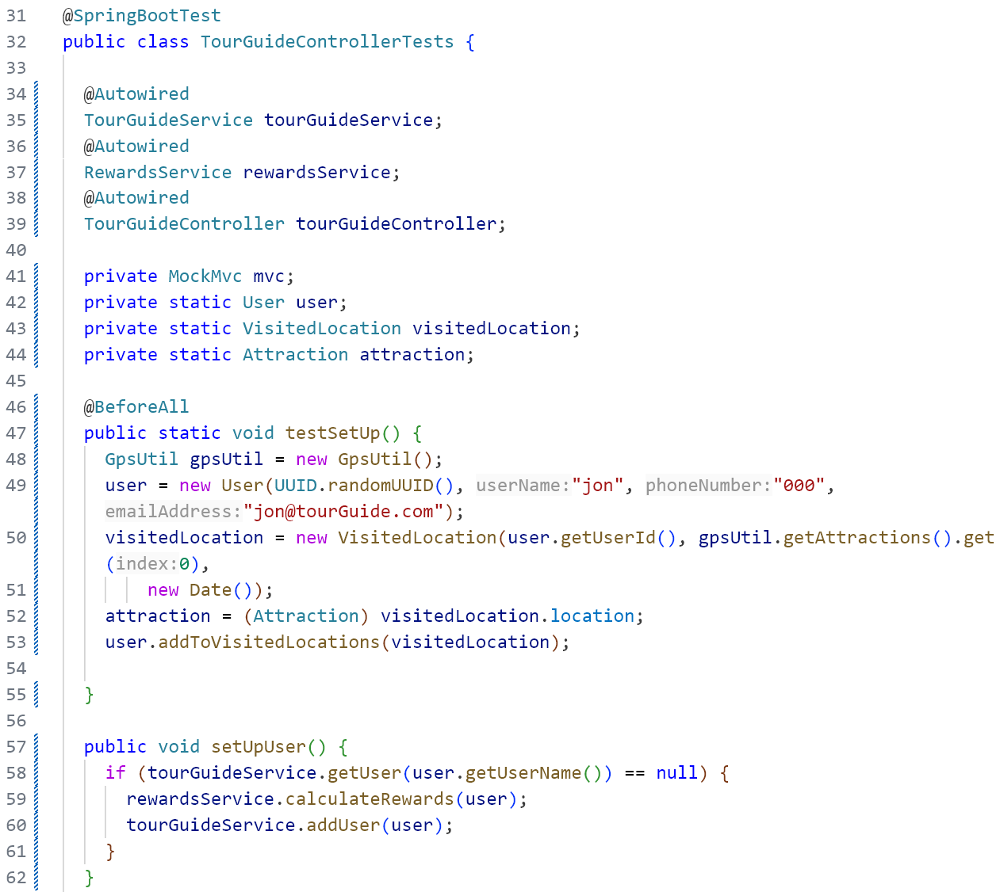 31 @SpringBootTest
32 public class TourGuideControllerTests {
33
34 @Autowired
35 TourGuideService tourGuideService;
36 @Autowired
37 RewardsService rewardsService;
38 @Autowired
39 TourGuideController tourGuideController;
40
41 private MockMvc mvc;
42 private static User user;
43 private static VisitedLocation visitedLocation;
44 private static Attraction attraction;
45
46 @BeforeAll
47 public static void testSetUp() {
48 GpsUtil gpsUtil = new GpsUtil();
49 user = new User(UUID.randomUUID(), userName:"jon", phoneNumber:"000",
emailAddress:"jon@tourGuide.com");
50 visitedLocation = new VisitedLocation(user.getUserId(), gpsUtil.getAttractions().get
(index:0),
51 new Date());
52 attraction = (Attraction) visitedLocation.location;
53 user.addToVisitedLocations(visitedLocation);
54
55 }
56
57 public void setUpUser() {
58 if (tourGuideService.getUser(user.getUserName()) == null) {
59 rewardsService.calculateRewards(user);
60 tourGuideService.addUser(user);
61 }
62 }